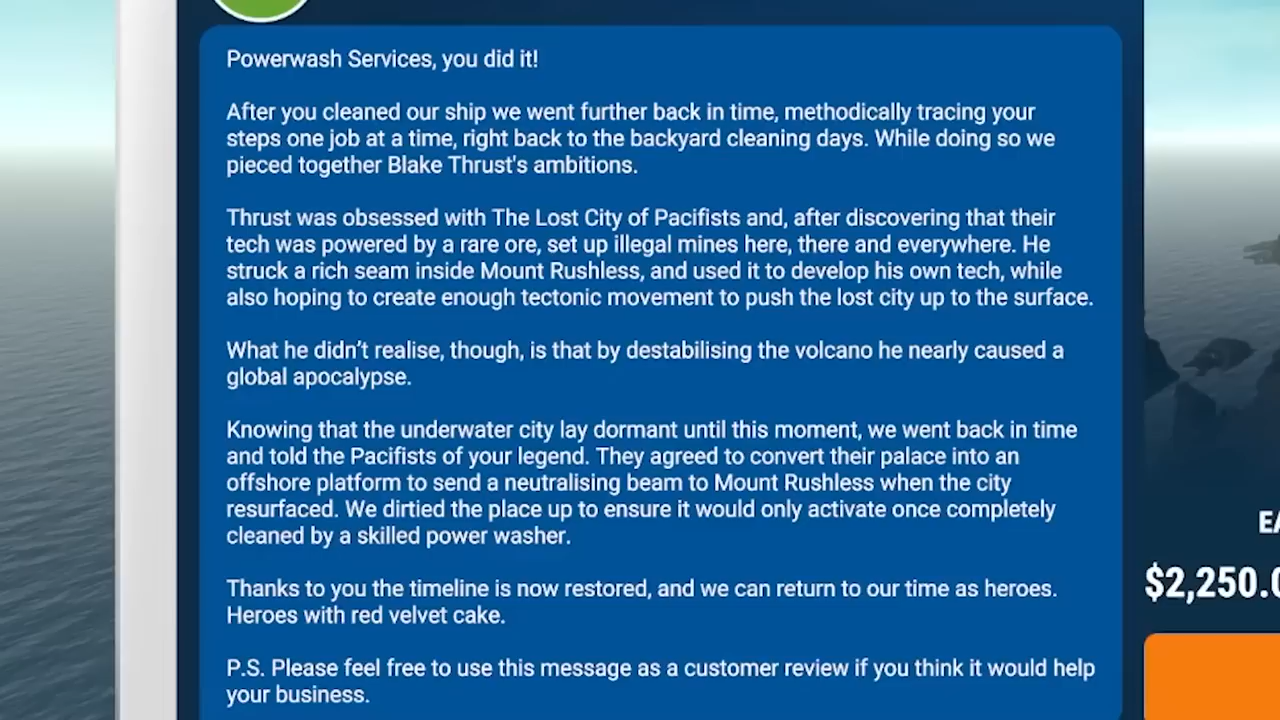 Powerwash Services, you did it!
After you cleaned our ship we went further back in time, methodically tracing your
steps one job at a time, right back to the backyard cleaning days. While doing so we
pieced together Blake Thrust's ambitions.
Thrust was obsessed with The Lost City of Pacifists and, after discovering that their
tech was powered by a rare ore, set up illegal mines here, there and everywhere. He
struck a rich seam inside Mount Rushless, and used it to develop his own tech, while
also hoping to create enough tectonic movement to push the lost city up to the surface.
What he didn’t realise, though, is that by destabilising the volcano he nearly caused a
global apocalypse.
Knowing that the underwater city lay dormant until this moment, we went back in time
and told the Pacifists of your legend. They agreed to convert their palace into an
offshore platform to send a neutralising beam to Mount Rushless when the city
resurfaced. We dirtied the place up to ensure it would only activate once completely
cleaned by a skilled power washer.
Thanks to you the timeline is now restored, and we can return to our time as heroes.
Heroes with red velvet cake.
P.S. Please feel free to use this message as a customer review if you think it would help
your business.
$2,250.